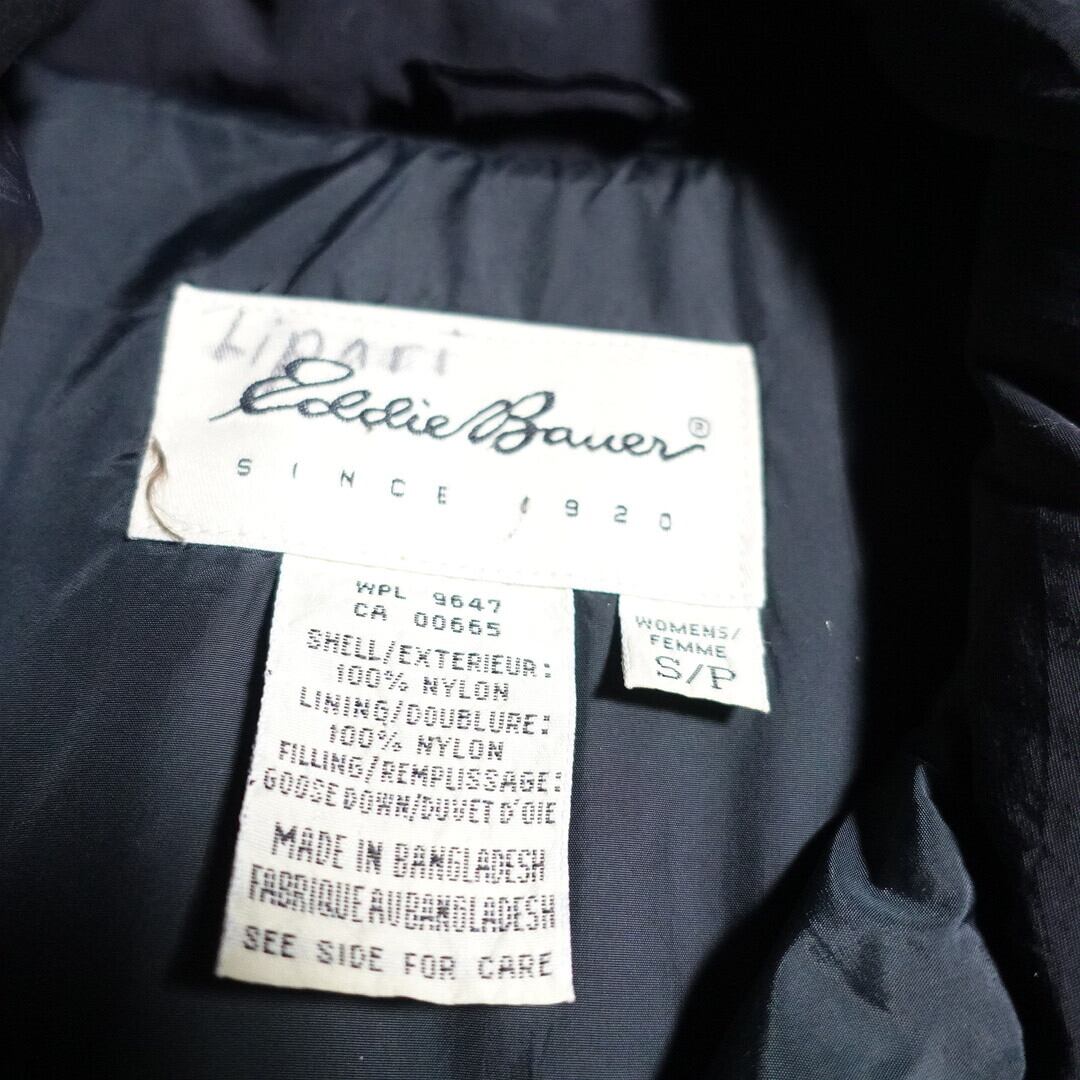 Lipari
Eddie Bauer®
SINCE 1920
WPL 9647
CA 00665
SHELL/EXTERIEUR:
100% NYLON
LINING/DOUBLURE:
100% NYLON
FILLING/REMPLISSAGE:
GOOSE DOWN/DUVET D'OIE
MADE IN BANGLADESH
FABRIQUE AU BANGLADESH
SEE SIDE FOR CARE
WOMENS/
FEMME
S/P